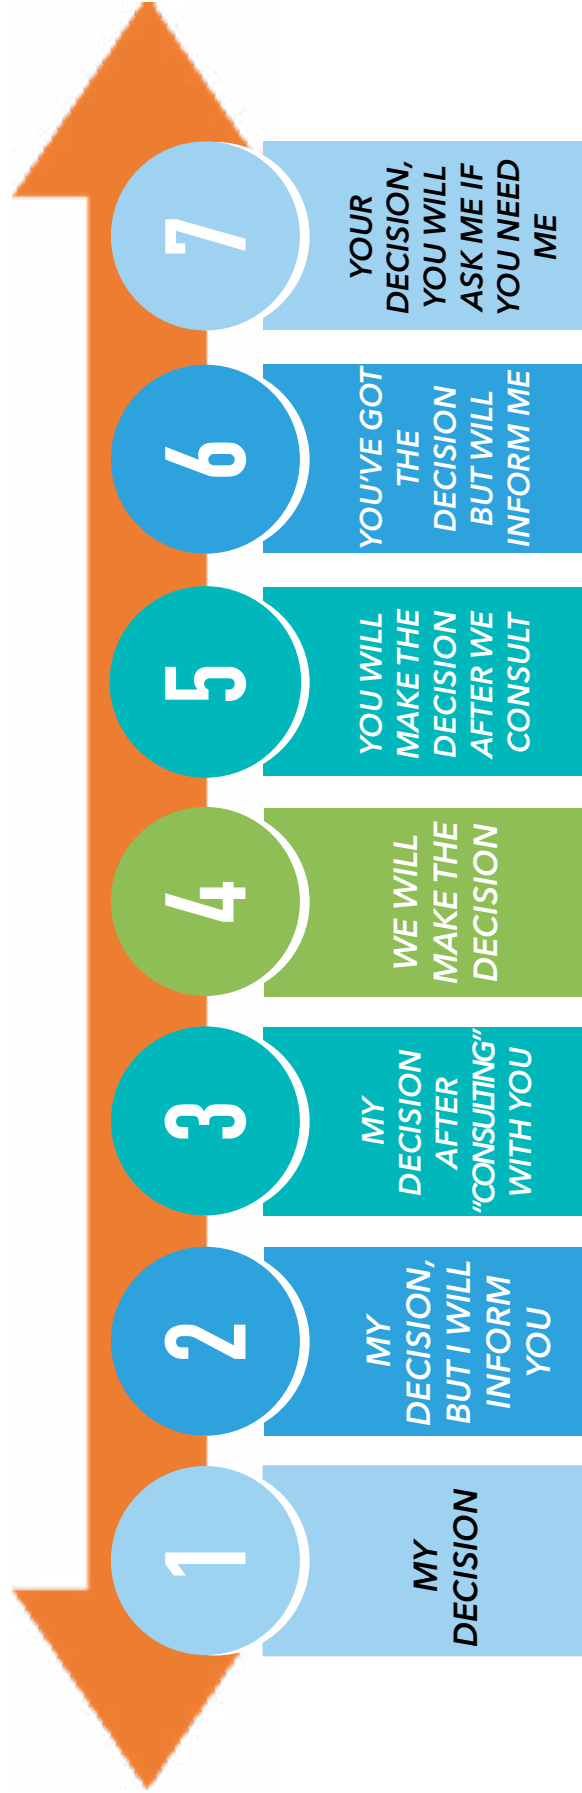 1
MY
DECISION
2
MY
DECISION,
BUT I WILL
INFORM
YOU
3
MY
DECISION
AFTER
"CONSULTING"
WITH YOU
4
WE WILL
MAKE THE
DECISION
5
YOU WILL
MAKE THE
DECISION
AFTER WE
CONSULT
6
YOU'VE GOT
THE
DECISION
BUT WILL
INFORM ME
7
YOUR
DECISION,
YOU WILL
ASK ME IF
YOU NEED
ME